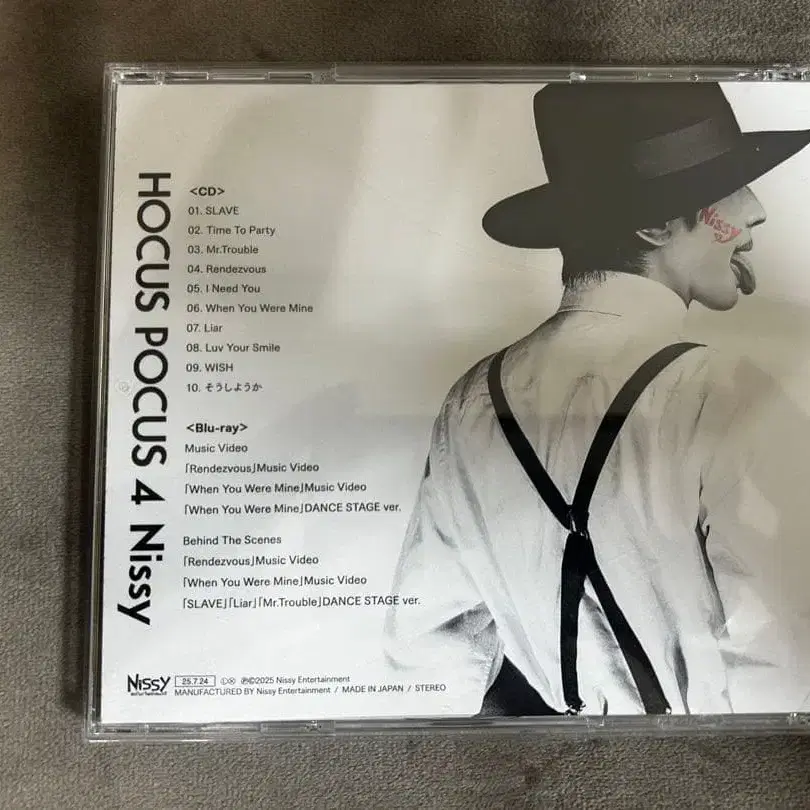 HOCUS POCUS 4 Nissy
<CD>
01. SLAVE
02. Time To Party
03. Mr.Trouble
04. Rendezvous
05. I Need You
06. When You Were Mine
07. Liar
08. Luv Your Smile
09. WISH
10. そうしようか
<Blu-ray>
Music Video
「Rendezvous」Music Video
「When You Were Mine」Music Video
「When You Were Mine」DANCE STAGE ver.
Behind The Scenes
「Rendezvous」Music Video
「When You Were Mine」Music Video
「SLAVE」「Liar」「Mr.Trouble」DANCE STAGE ver.
Nissy
Nissy 25.7.24 Ⓛ Ⓧ ℗©2025 Nissy Entertainment
MANUFACTURED BY Nissy Entertainment / MADE IN JAPAN / STEREO